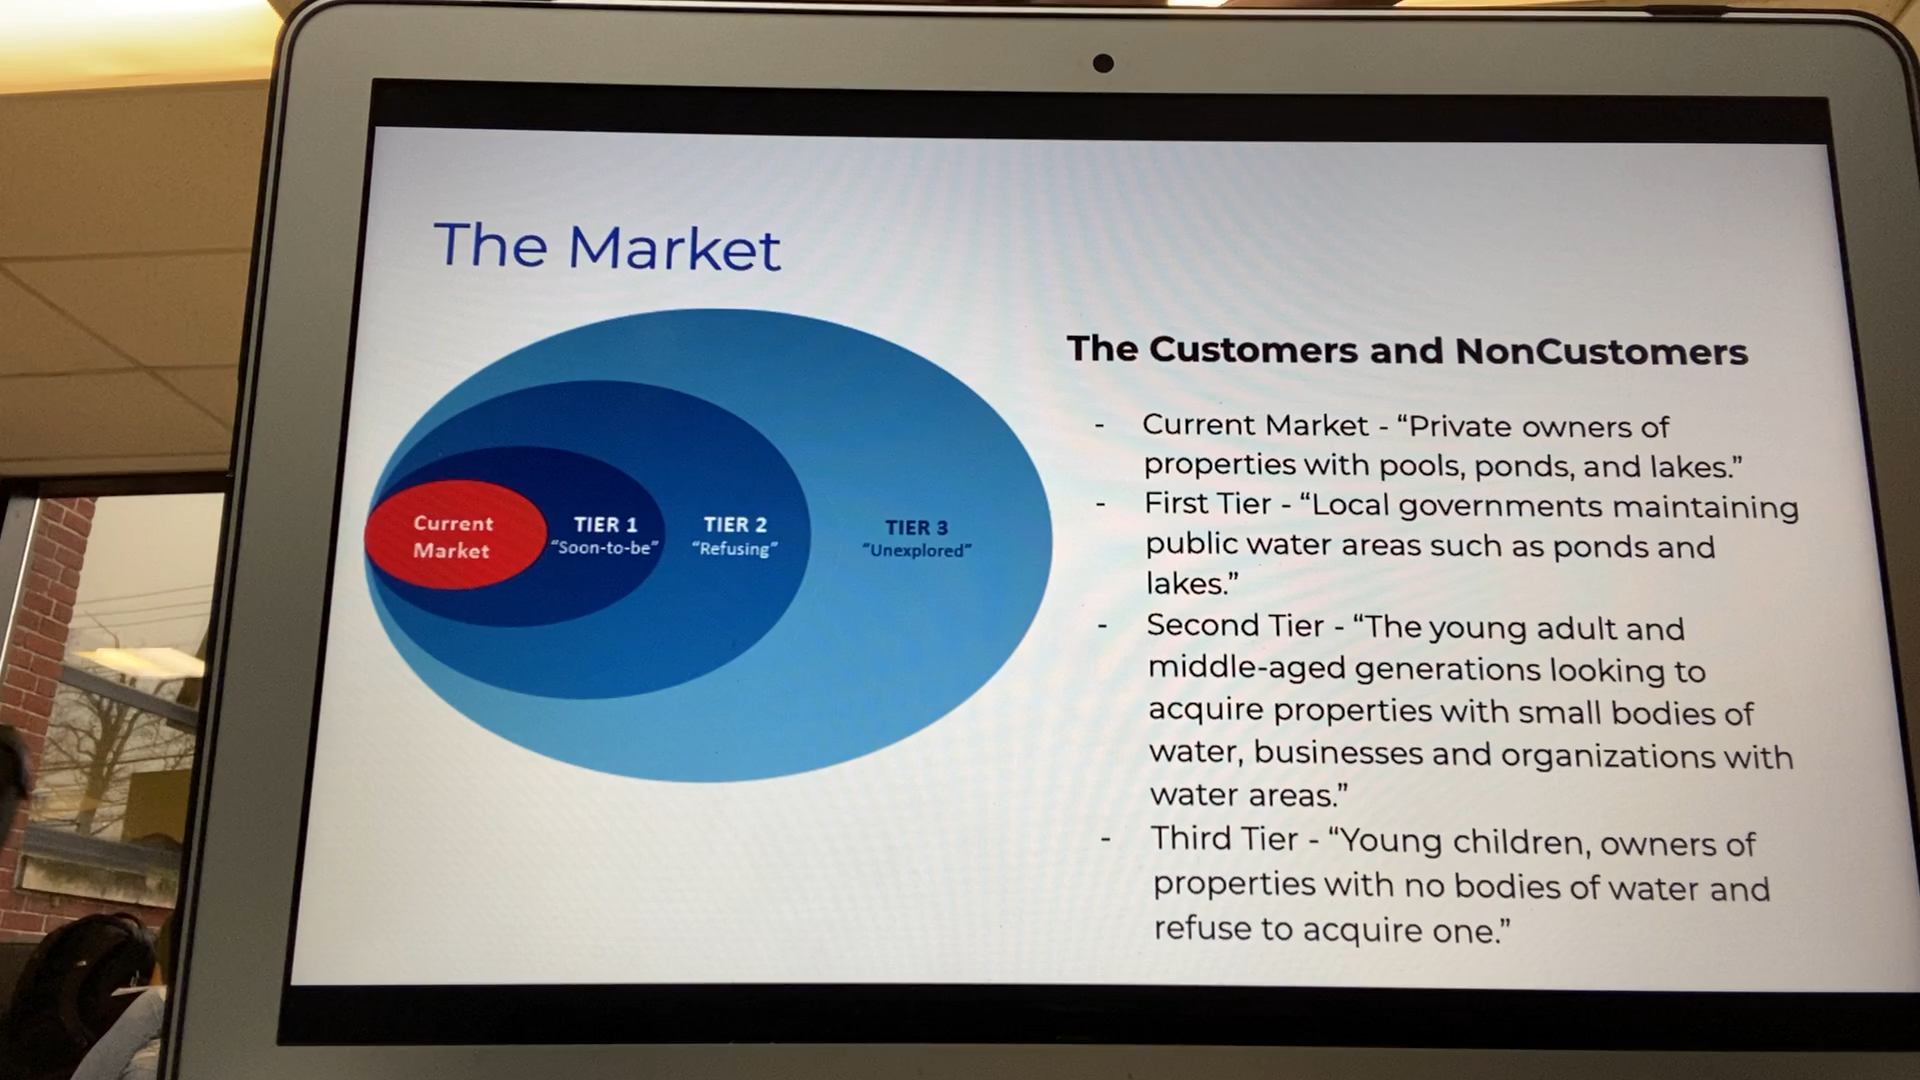 The Market
Current
Market
TIER 1
"Soon-to-be"
TIER 2
"Refusing"
TIER 3
"Unexplored"
The Customers and NonCustomers
- Current Market - “Private owners of
properties with pools, ponds, and lakes.”
- First Tier - “Local governments maintaining
public water areas such as ponds and
lakes.”
- Second Tier - “The young adult and
middle-aged generations looking to
acquire properties with small bodies of
water, businesses and organizations with
water areas.”
- Third Tier - “Young children, owners of
properties with no bodies of water and
refuse to acquire one.”